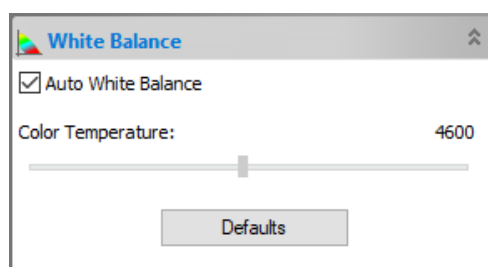 White Balance
Auto White Balance
Color Temperature: 4600
Defaults